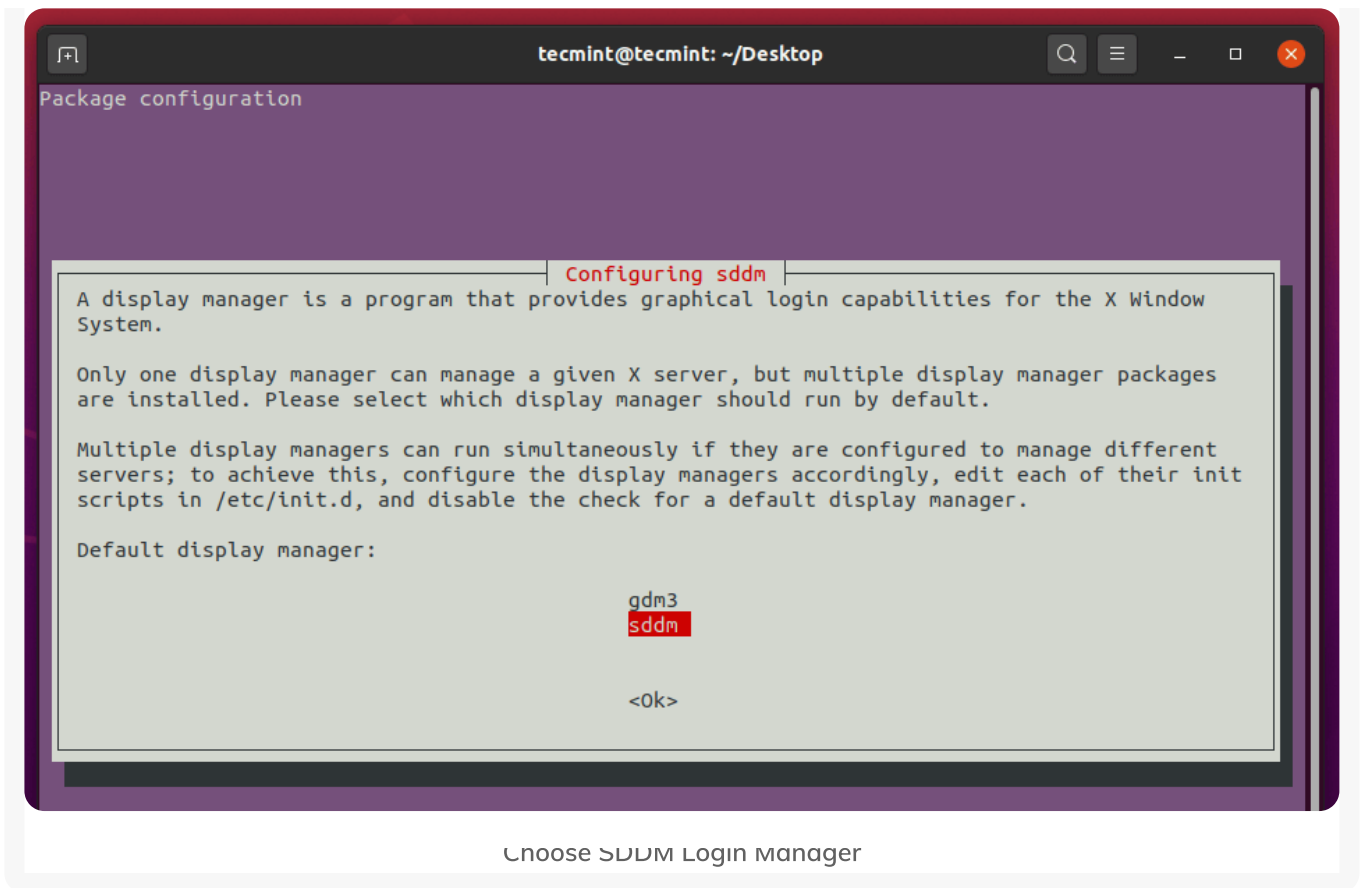 tecmint@tecmint: ~/Desktop
Package configuration
Configuring sddm
A display manager is a program that provides graphical login capabilities for the X Window
System.
Only one display manager can manage a given X server, but multiple display manager packages
are installed. Please select which display manager should run by default.
Multiple display managers can run simultaneously if they are configured to manage different
servers; to achieve this, configure the display managers accordingly, edit each of their init
scripts in /etc/init.d, and disable the check for a default display manager.
Default display manager:
gdm3
sddm
<Ok>
Choose SDDM Login Manager